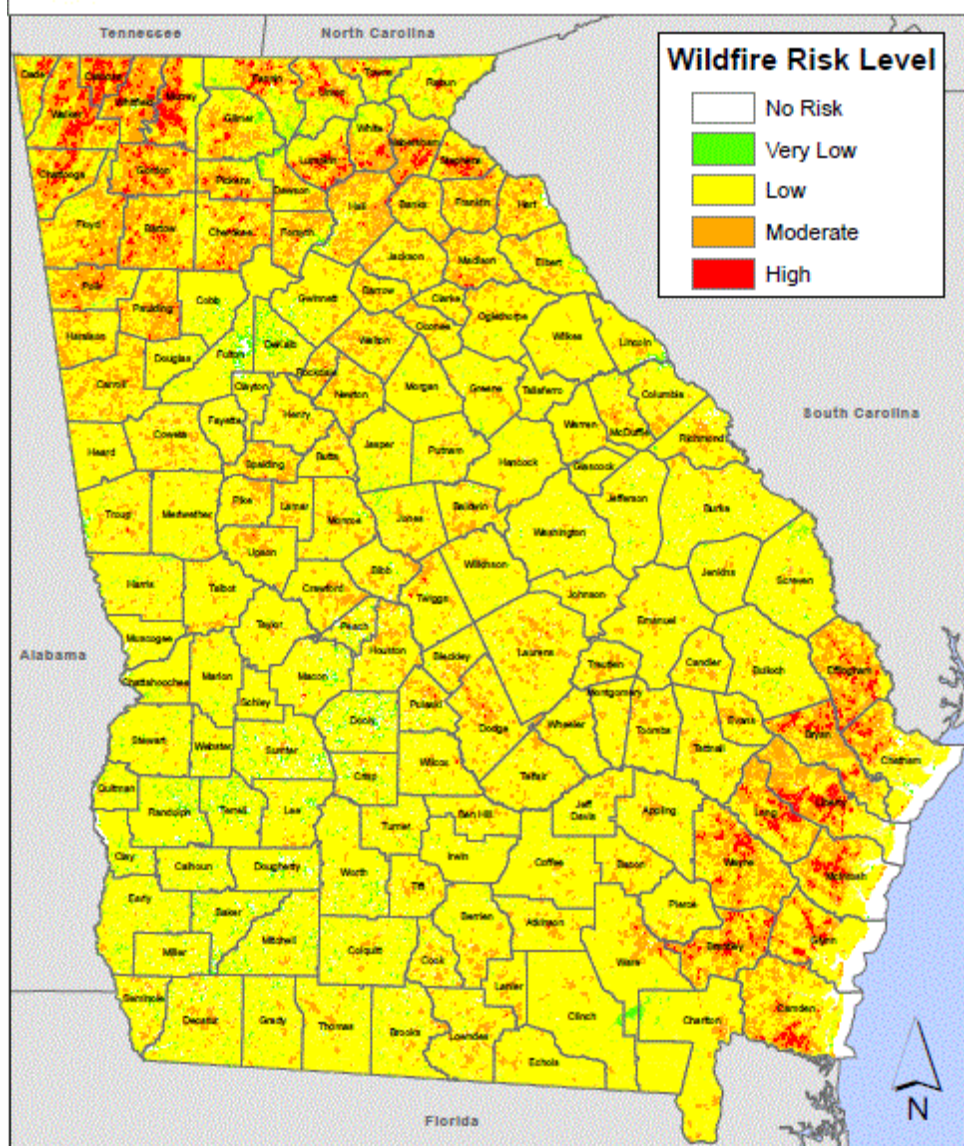 Tennessee
North Carolina
Wildfire Risk Level
No Risk
Very Low
Low
Moderate
High
Dade
Catoosa
Walker
Whitfield
Murray
Fannin
Towns
Union
Rabun
Gilmer
White
Habersham
Lumpkin
Stephens
Chattooga
Gordon
Pickens
Dawson
Hall
Banks
Franklin
Hart
Floyd
Bartow
Cherokee
Forsyth
Jackson
Madison
Elbert
Polk
Paulding
Cobb
Gwinnett
Barrow
Clarke
Oconee
Oglethorpe
Wilkes
Lincoln
Haralson
Douglas
Fulton
DeKalb
Walton
Rockdale
Carroll
Clayton
Newton
Morgan
Greene
Taliaferro
Columbia
McDuffie
Warren
Richmond
South Carolina
Fayette
Henry
Coweta
Heard
Spalding
Butts
Jasper
Putnam
Hancock
Glascock
Jefferson
Burke
Troup
Meriwether
Pike
Lamar
Monroe
Jones
Baldwin
Washington
Upson
Bibb
Wilkinson
Jenkins
Screven
Harris
Talbot
Crawford
Twiggs
Johnson
Emanuel
Taylor
Peach
Muscogee
Alabama
Houston
Bleckley
Laurens
Treutlen
Candler
Bulloch
Effingham
Chattahoochee
Marion
Macon
Schley
Pulaski
Montgomery
Dooly
Dodge
Wheeler
Toombs
Evans
Bryan
Stewart
Webster
Sumter
Tattnall
Chatham
Crisp
Wilcox
Telfair
Quitman
Randolph
Terrell
Lee
Turner
Ben Hill
Jeff
Davis
Appling
Long
Liberty
Clay
Calhoun
Dougherty
Worth
Irwin
Coffee
Bacon
Wayne
McIntosh
Tift
Early
Baker
Mitchell
Berrien
Atkinson
Pierce
Miller
Colquitt
Cook
Ware
Brantley
Glynn
Seminole
Decatur
Grady
Thomas
Brooks
Lanier
Lowndes
Clinch
Echols
Charlton
Camden
Florida
N